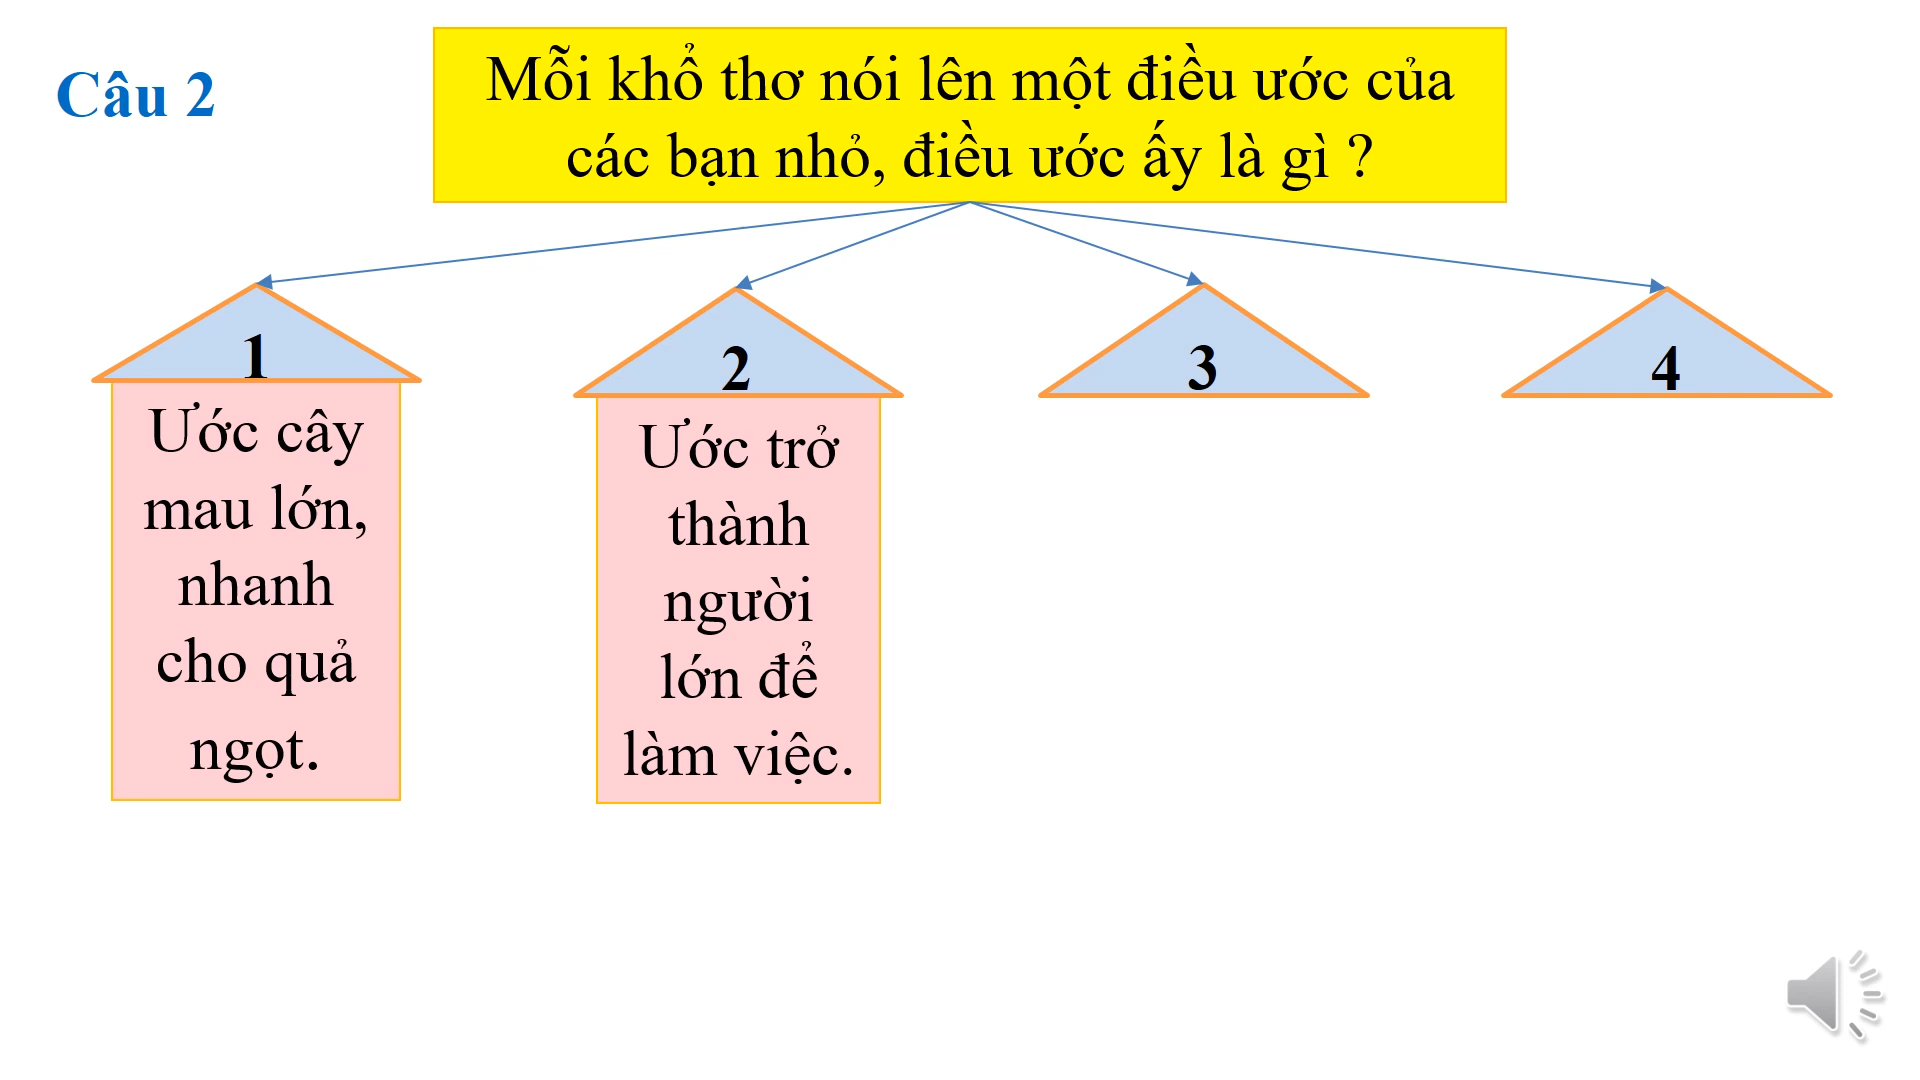 Câu 2
Mỗi khổ thơ nói lên một điều ước của
các bạn nhỏ, điều ước ấy là gì ?
1
Ước cây
mau lớn,
nhanh
cho quả
ngọt.
2
Ước trở
thành
người
lớn để
làm việc.
3
4